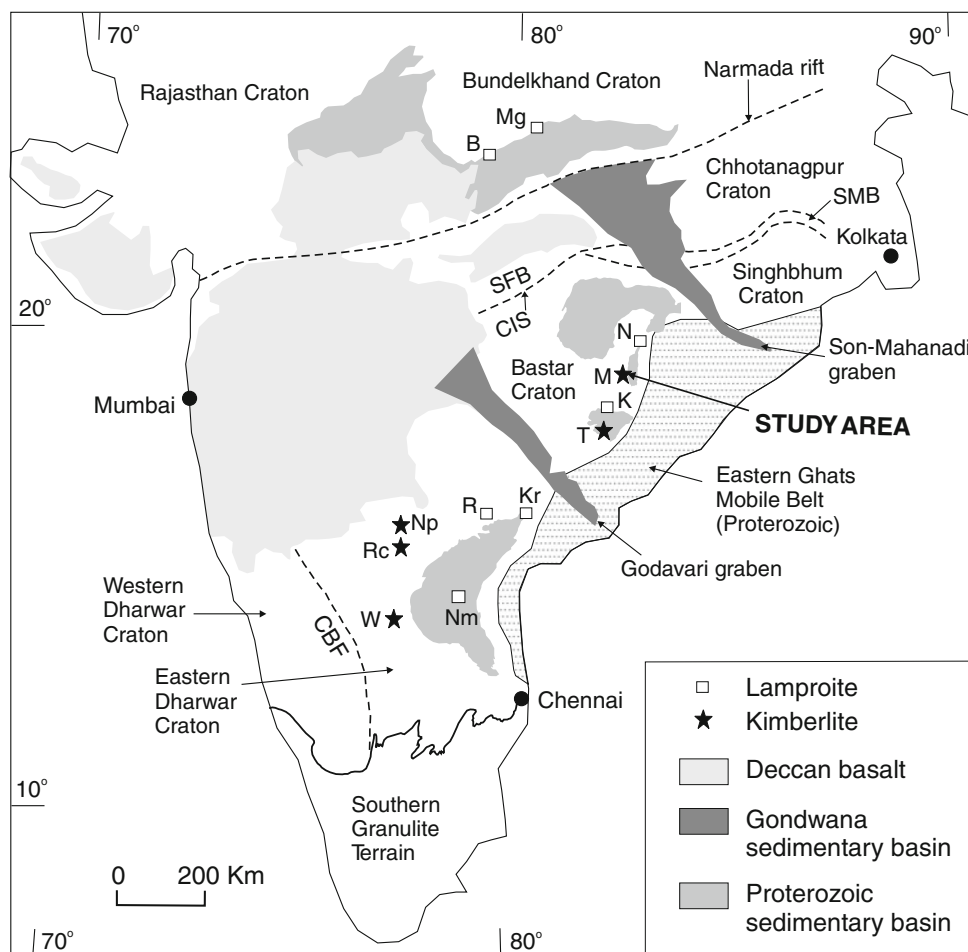 70°
80°
90°
Rajasthan Craton
Bundelkhand Craton
Narmada rift
Mg
B
Chhotanagpur
Craton
SMB
Kolkata
SFB
Singhbhum
Craton
CIS
20°
N
Son-Mahanadi
graben
Bastar
Craton
M
K
Mumbai
STUDY AREA
T
Eastern Ghats
Mobile Belt
(Proterozoic)
R
Kr
Np
Rc
Godavari graben
Western
Dharwar
Craton
CBF
W
Nm
Eastern
Dharwar
Craton
Chennai
Lamproite
Kimberlite
Deccan basalt
Gondwana
sedimentary basin
Proterozoic
sedimentary basin
10°
Southern
Granulite
Terrain
0 200 Km
70°
80°